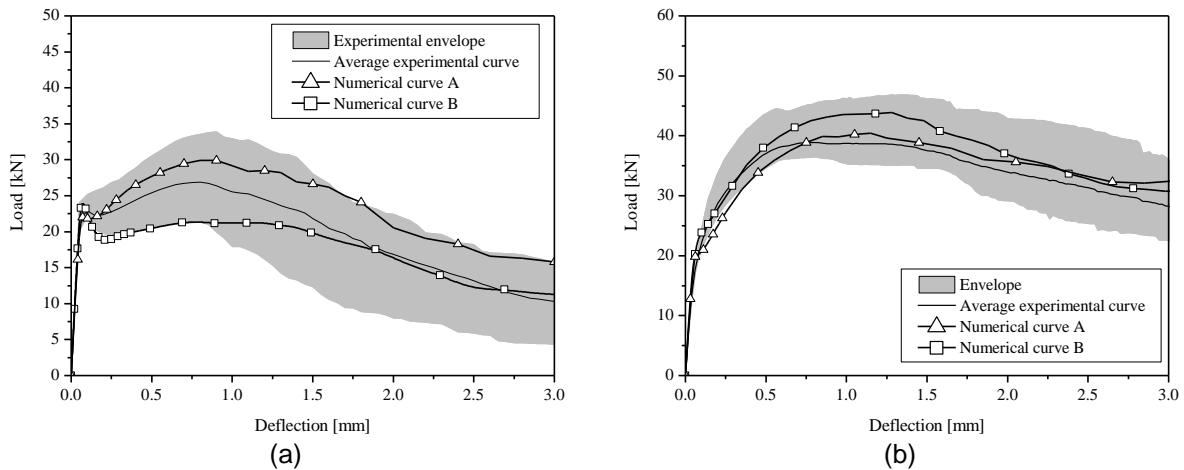 50
45
40
35
30
25
20
15
10
5
0
Load [kN]
Experimental envelope
Average experimental curve
Numerical curve A
Numerical curve B
0.0 0.5 1.0 1.5 2.0 2.5 3.0
Deflection [mm]
(a)
60
50
40
30
20
10
0
Load [kN]
Envelope
Average experimental curve
Numerical curve A
Numerical curve B
0.0 0.5 1.0 1.5 2.0 2.5 3.0
Deflection [mm]
(b)